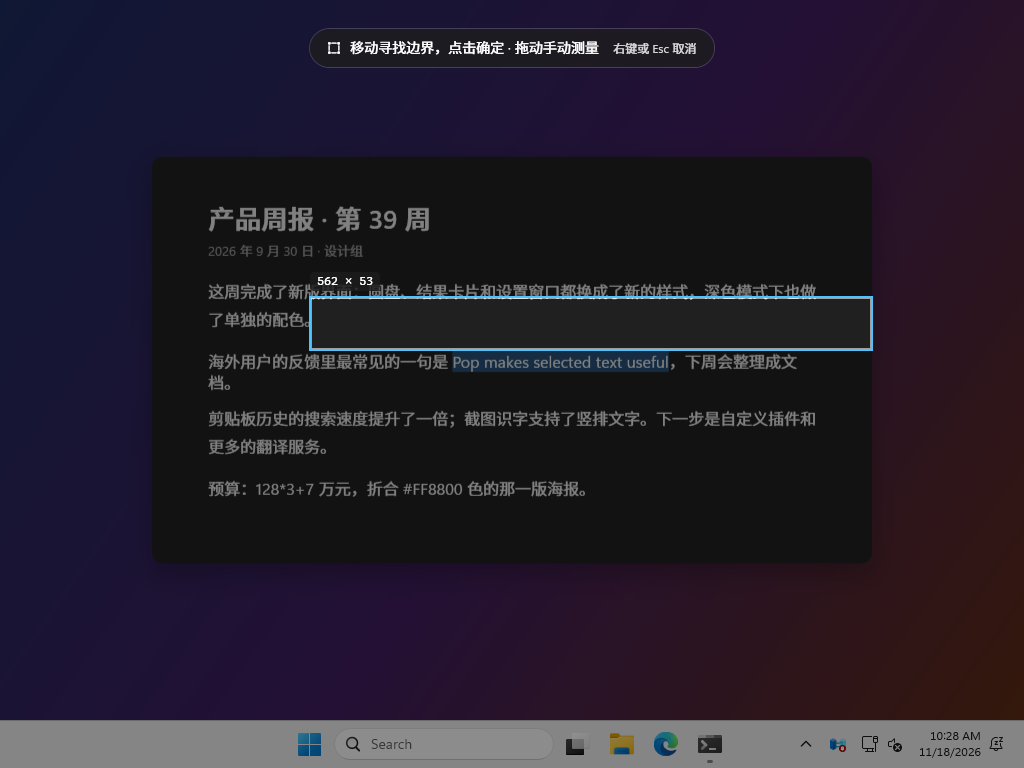 移动寻找边界，点击确定 · 拖动手动测量 右键或 Esc 取消
产品周报 · 第 39 周
2026 年 9 月 30 日 · 设计组
562 × 53
这周完成了新版界面：圆盘、结果卡片和设置窗口都换成了新的样式，深色模式下也做
了单独的配色。
海外用户的反馈里最常见的一句是 Pop makes selected text useful，下周会整理成文
档。
剪贴板历史的搜索速度提升了一倍；截图识字支持了竖排文字。下一步是自定义插件和
更多的翻译服务。
预算：128*3+7 万元，折合 #FF8800 色的那一版海报。
Search
10:28 AM
11/18/2026